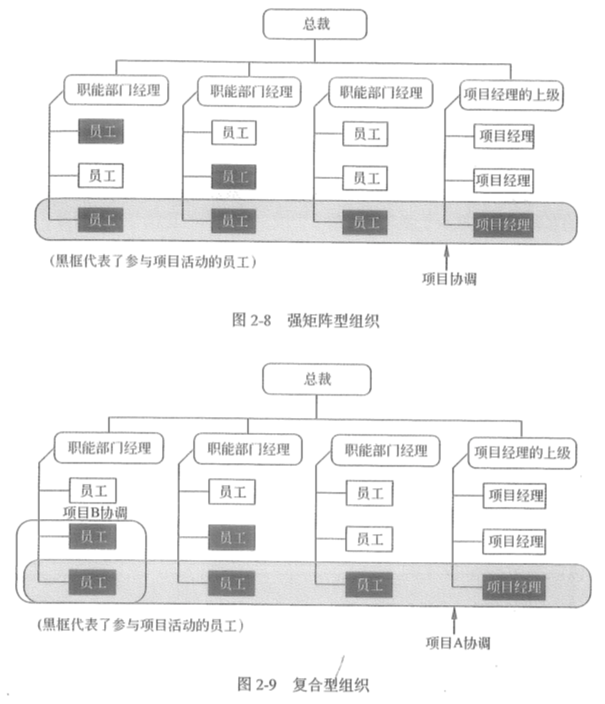 总裁
职能部门经理 职能部门经理 职能部门经理 项目经理的上级
员工 员工 员工 项目经理
员工 员工 员工 项目经理
员工 员工 员工 项目经理
(黑框代表了参与项目活动的员工)
项目协调
图 2-8 强矩阵型组织
总裁
职能部门经理 职能部门经理 职能部门经理 项目经理的上级
员工 员工 员工 项目经理
项目B协调
员工 员工 员工 项目经理
员工 员工 员工 项目经理
(黑框代表了参与项目活动的员工)
项目A协调
图 2-9 复合型组织